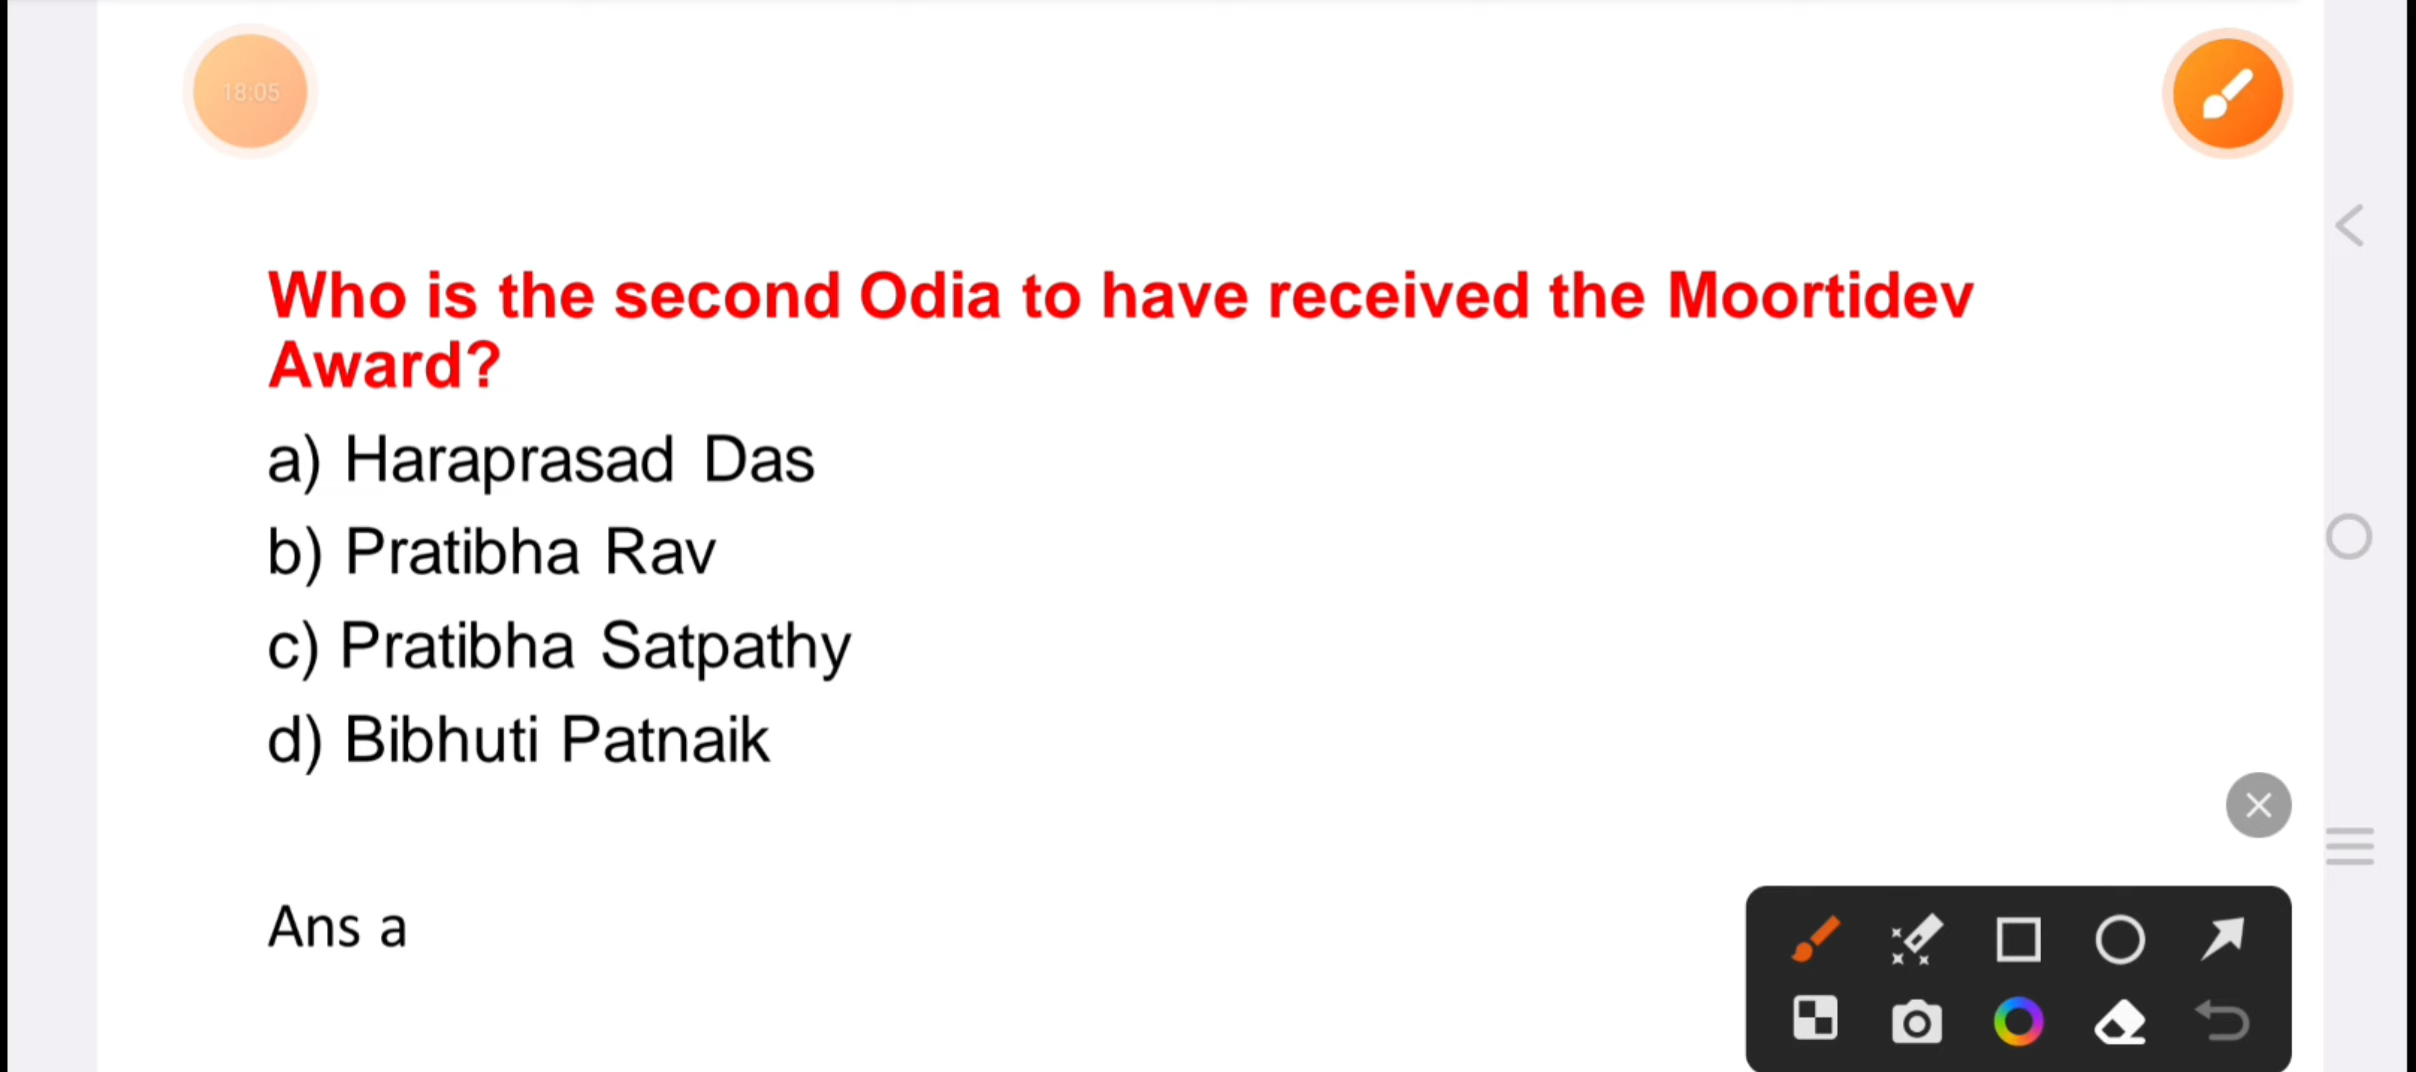 18:05
Who is the second Odia to have received the Moortidev
Award?
a) Haraprasad Das
b) Pratibha Rav
c) Pratibha Satpathy
d) Bibhuti Patnaik
Ans a